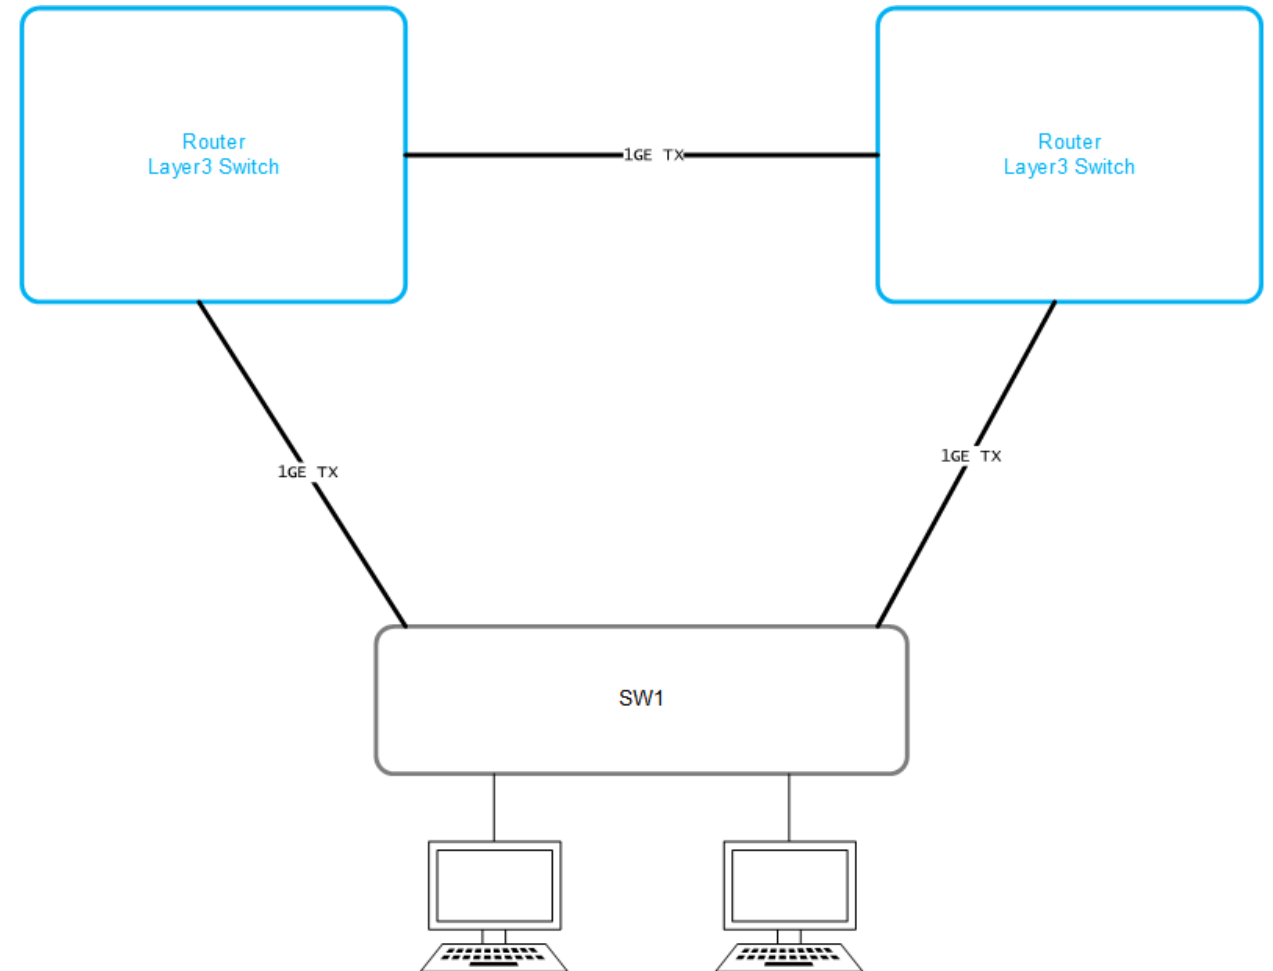 Router
Layer3 Switch
1GE TX
Router
Layer3 Switch
1GE TX
1GE TX
SW1